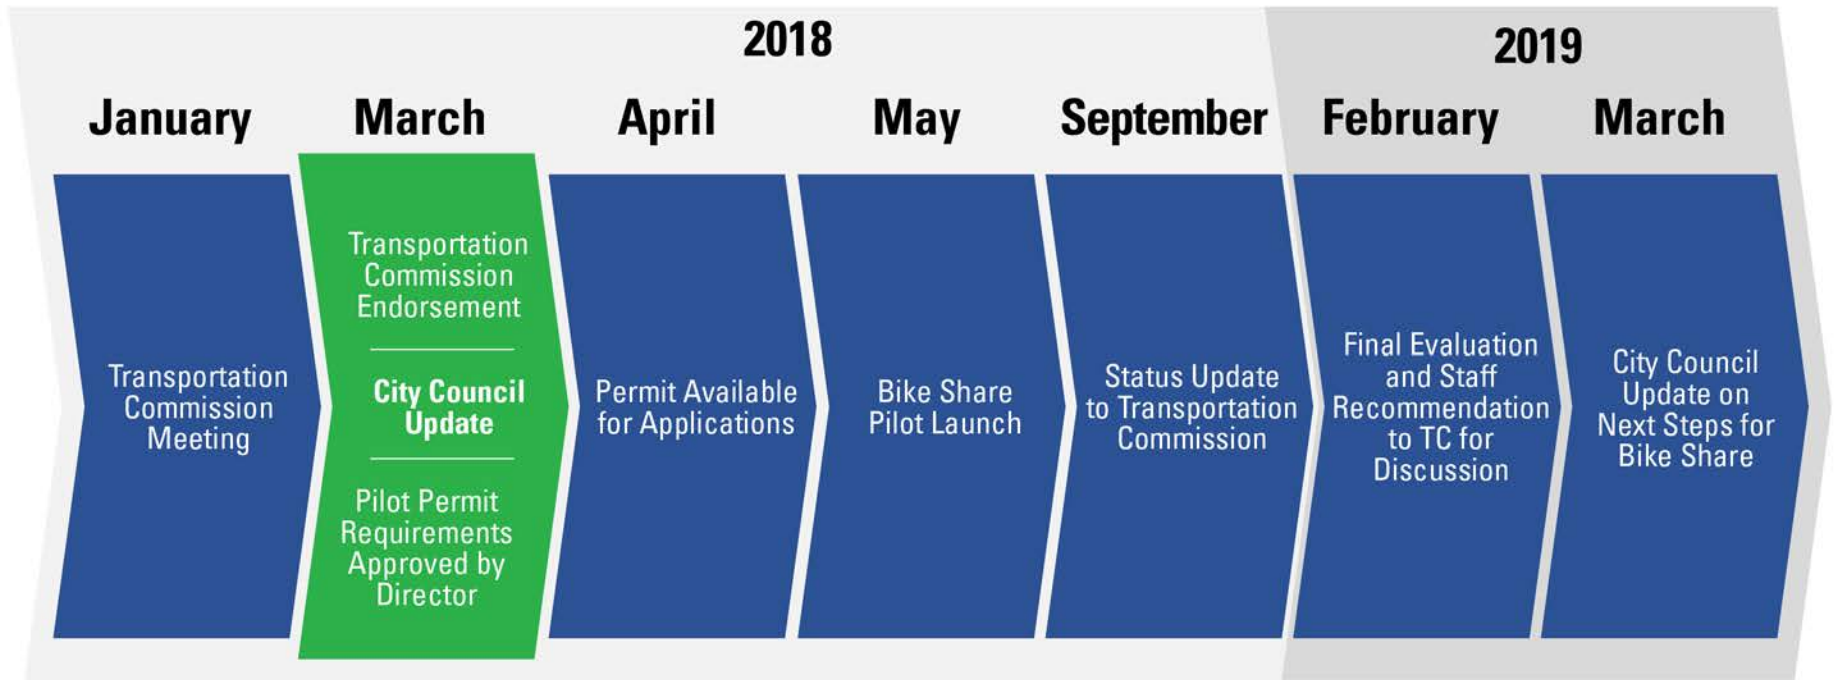 2018
2019
January
March
April
May
September
February
March
Transportation
Commission
Meeting
Transportation
Commission
Endorsement
City Council
Update
Pilot Permit
Requirements
Approved by
Director
Permit Available
for Applications
Bike Share
Pilot Launch
Status Update
to Transportation
Commission
Final Evaluation
and Staff
Recommendation
to TC for
Discussion
City Council
Update on
Next Steps for
Bike Share